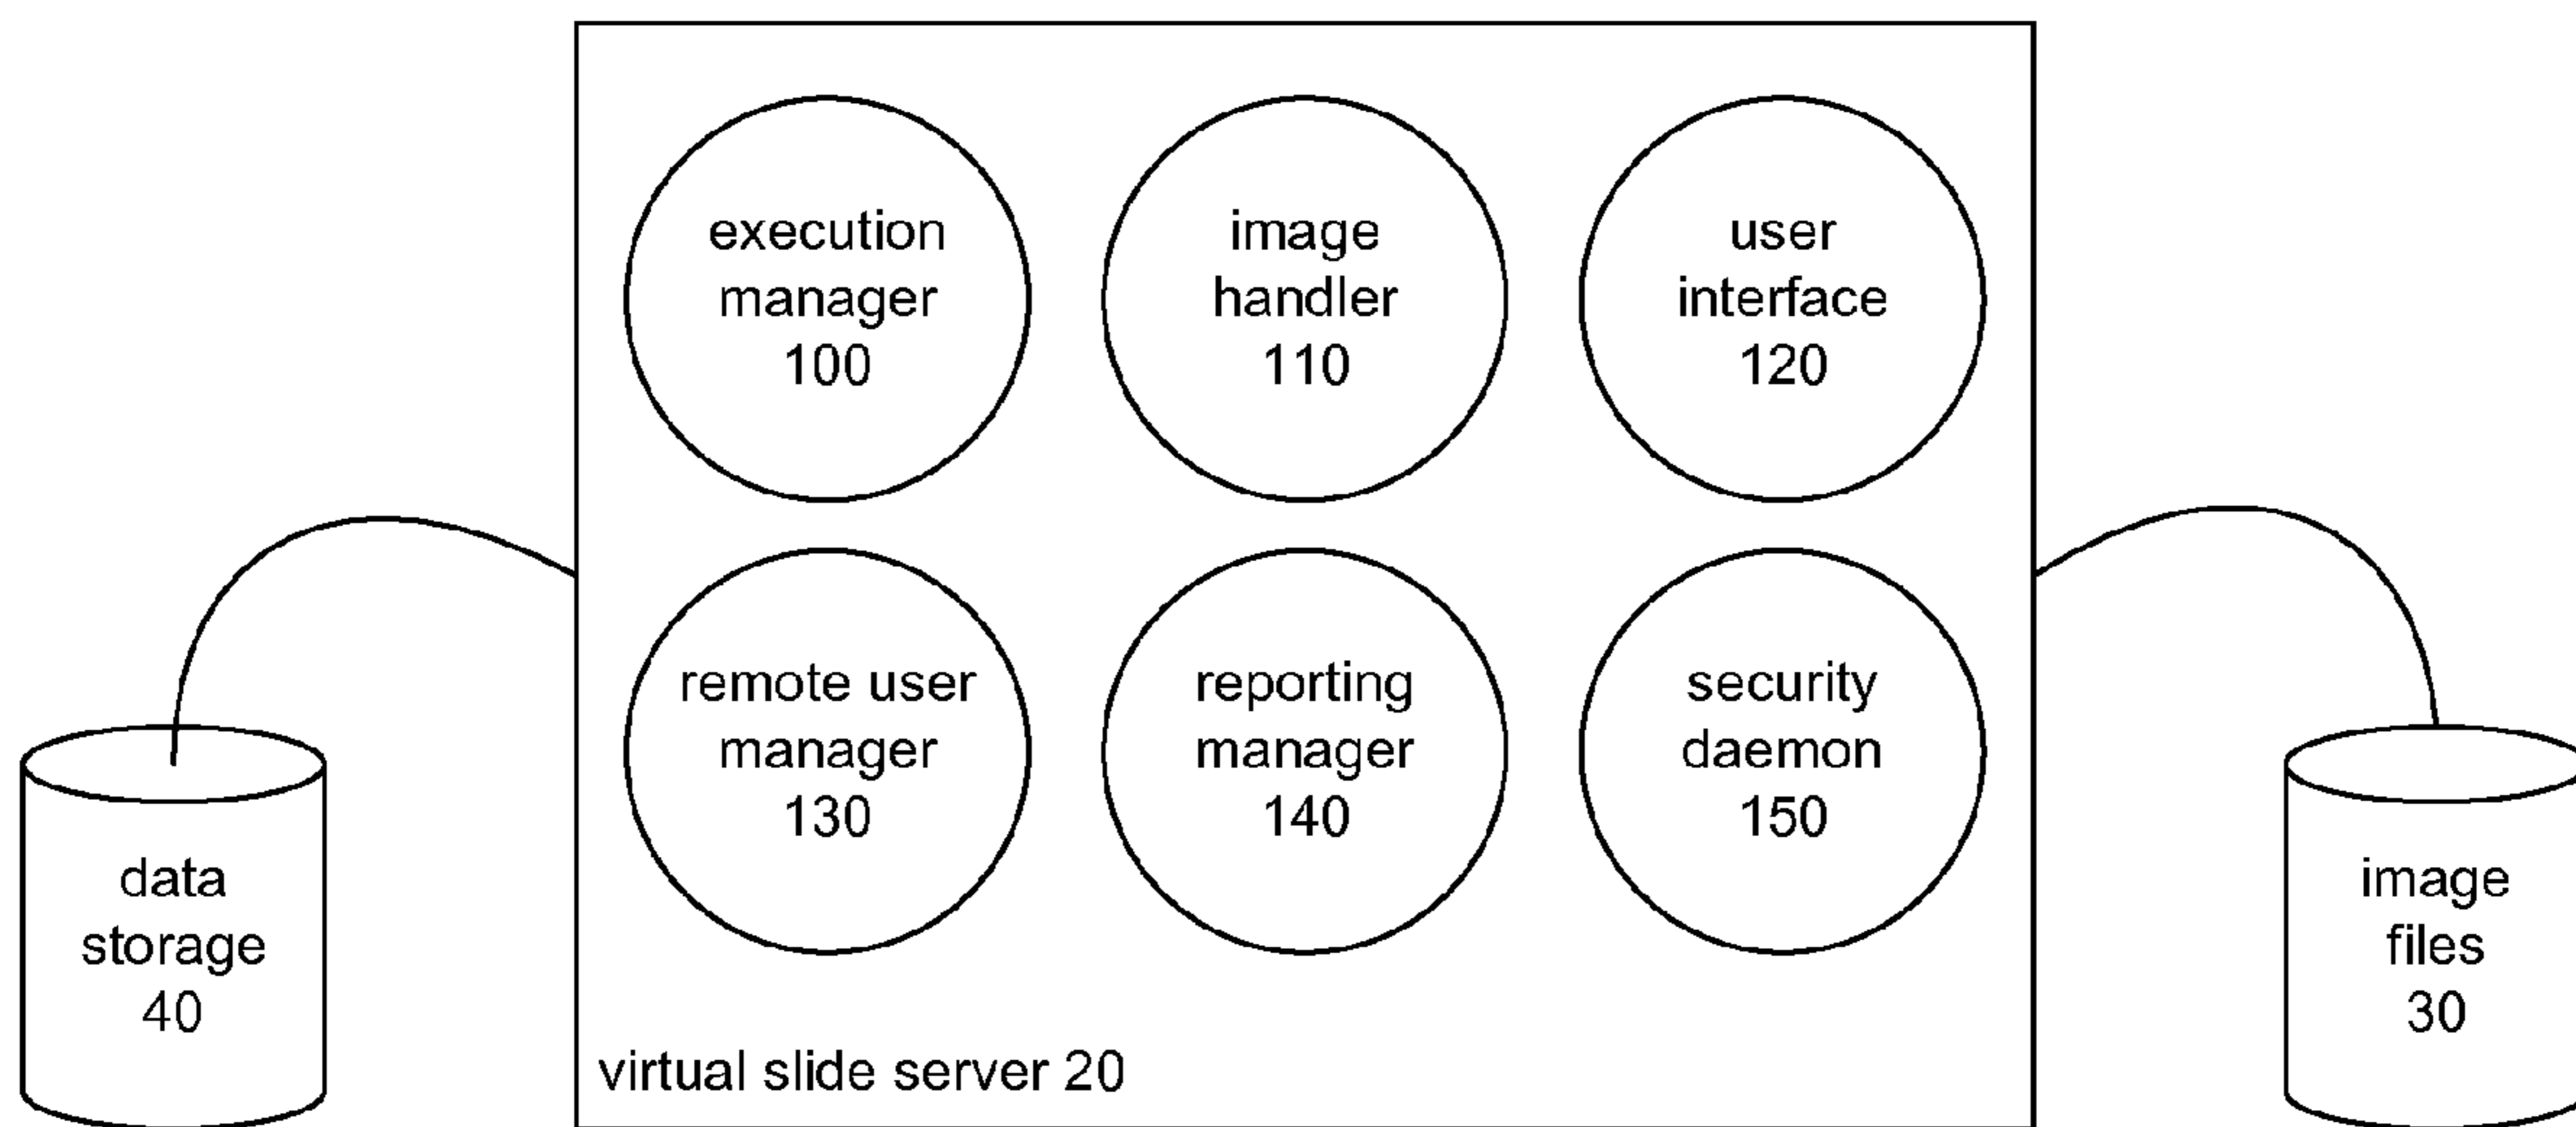 execution
manager
100
image
handler
110
user
interface
120
remote user
manager
130
reporting
manager
140
security
daemon
150
data
storage
40
image
files
30
virtual slide server 20